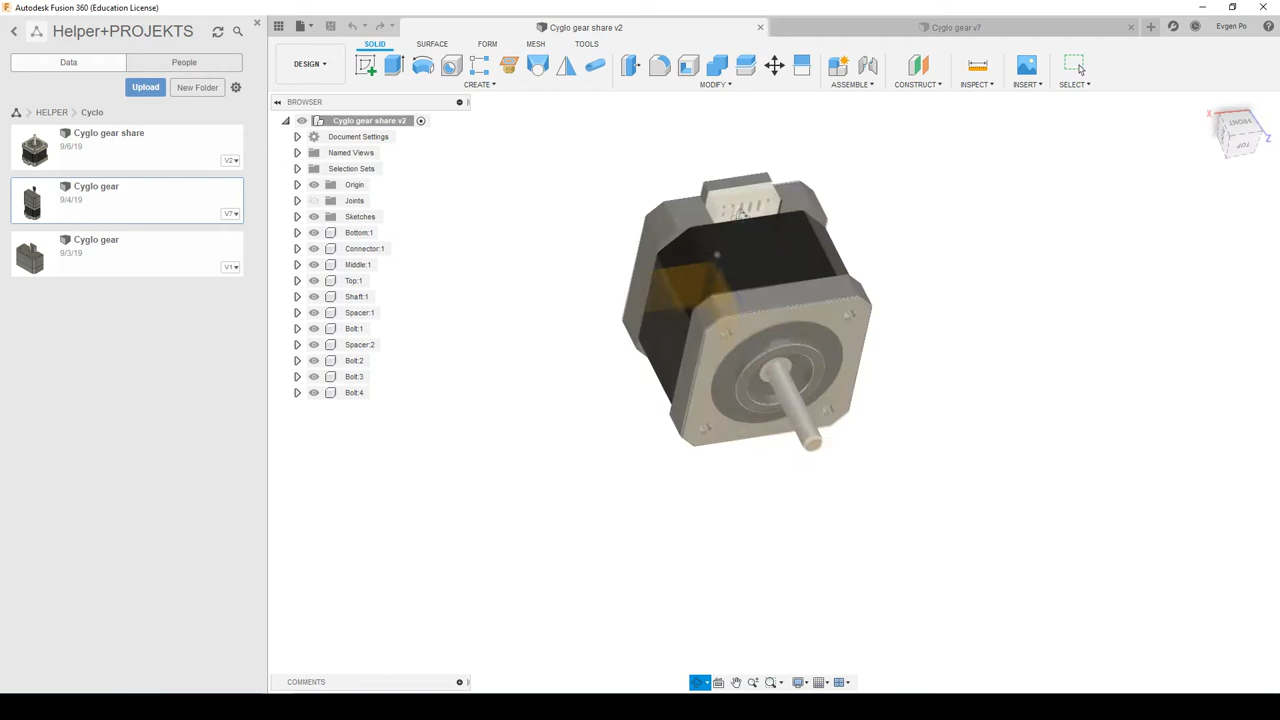 Autodesk Fusion 360 (Education License)
Helper+PROJEKTS
Data
People
Upload
New Folder
HELPER > Cyclo
Cyglo gear share
9/6/19
V2
Cyglo gear
9/4/19
V7
Cyglo gear
9/3/19
V1
Cyglo gear share v2
Cyglo gear v7
Evgen Po
SOLID
SURFACE
FORM
MESH
TOOLS
DESIGN
CREATE
MODIFY
ASSEMBLE
CONSTRUCT
INSPECT
INSERT
SELECT
BROWSER
Cyglo gear share v2
Document Settings
Named Views
Selection Sets
Origin
Joints
Sketches
Bottom:1
Connector:1
Middle:1
Top:1
Shaft:1
Spacer:1
Bolt:1
Spacer:2
Bolt:2
Bolt:3
Bolt:4
X
Z
FRONT
TOP
COMMENTS